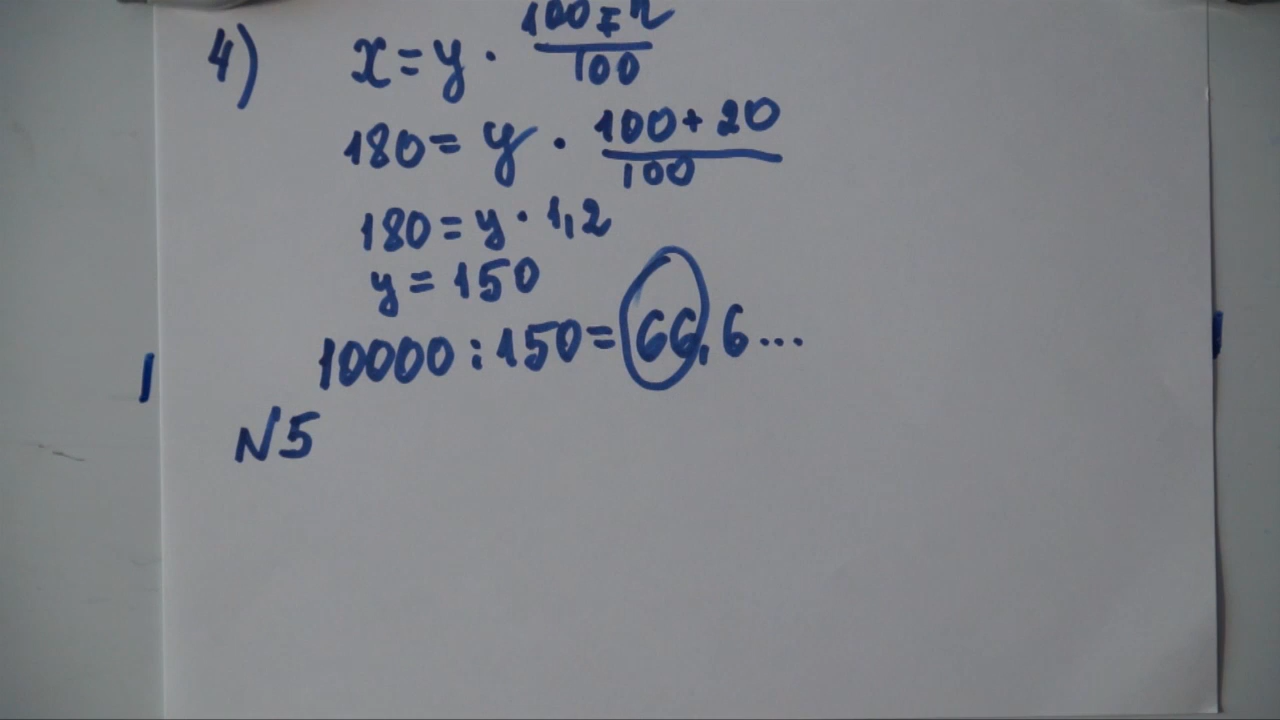 4) x = y · (100 ∓ n)/100
180 = y · (100 + 20)/100
180 = y · 1,2
y = 150
10000 : 150 = 66,6...
N5